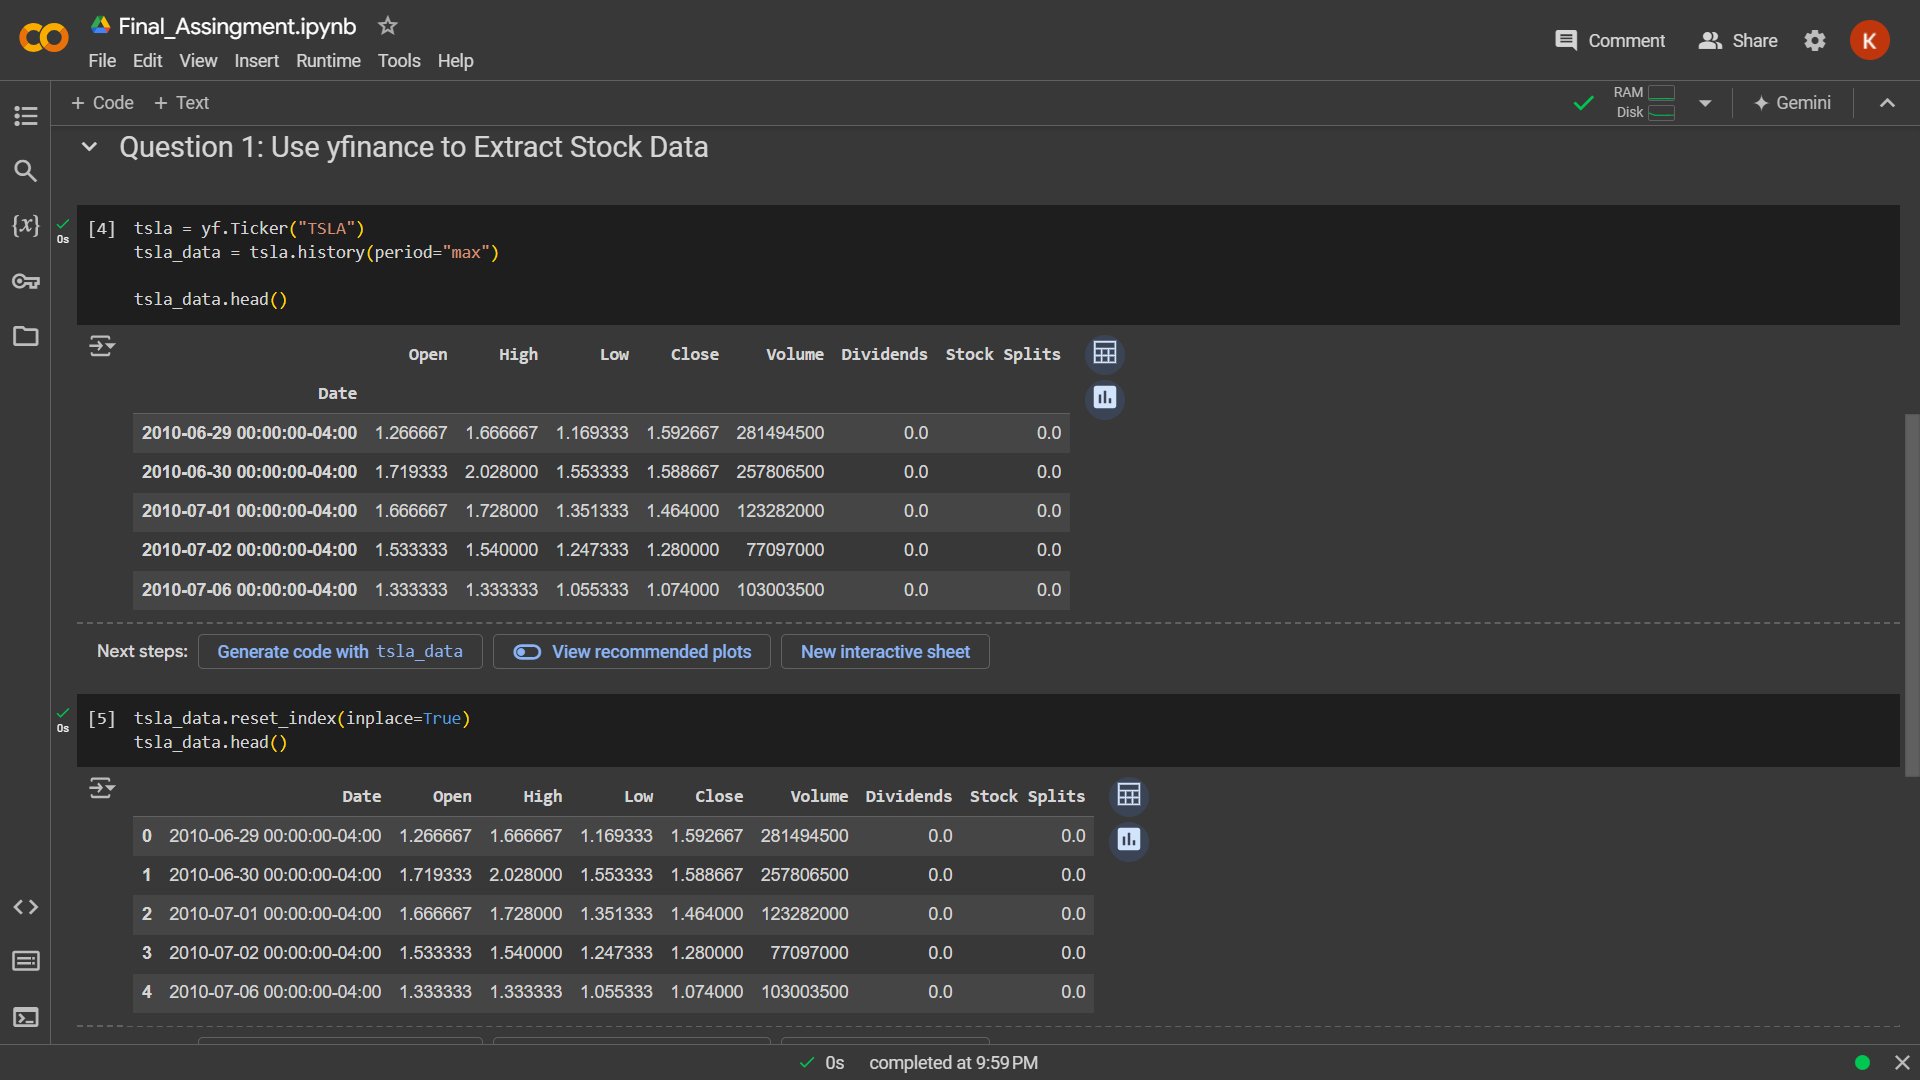 Final_Assingment.ipynb
File Edit View Insert Runtime Tools Help
Comment
Share
K
+ Code + Text
RAM
Disk
Gemini
Question 1: Use yfinance to Extract Stock Data
{x}
0s
[4] tsla = yf.Ticker("TSLA")
tsla_data = tsla.history(period="max")
tsla_data.head()
Open High Low Close Volume Dividends Stock Splits
Date
2010-06-29 00:00:00-04:00 1.266667 1.666667 1.169333 1.592667 281494500 0.0 0.0
2010-06-30 00:00:00-04:00 1.719333 2.028000 1.553333 1.588667 257806500 0.0 0.0
2010-07-01 00:00:00-04:00 1.666667 1.728000 1.351333 1.464000 123282000 0.0 0.0
2010-07-02 00:00:00-04:00 1.533333 1.540000 1.247333 1.280000 77097000 0.0 0.0
2010-07-06 00:00:00-04:00 1.333333 1.333333 1.055333 1.074000 103003500 0.0 0.0
Next steps: Generate code with tsla_data View recommended plots New interactive sheet
0s
[5] tsla_data.reset_index(inplace=True)
tsla_data.head()
Date Open High Low Close Volume Dividends Stock Splits
0 2010-06-29 00:00:00-04:00 1.266667 1.666667 1.169333 1.592667 281494500 0.0 0.0
1 2010-06-30 00:00:00-04:00 1.719333 2.028000 1.553333 1.588667 257806500 0.0 0.0
2 2010-07-01 00:00:00-04:00 1.666667 1.728000 1.351333 1.464000 123282000 0.0 0.0
3 2010-07-02 00:00:00-04:00 1.533333 1.540000 1.247333 1.280000 77097000 0.0 0.0
4 2010-07-06 00:00:00-04:00 1.333333 1.333333 1.055333 1.074000 103003500 0.0 0.0
0s completed at 9:59 PM